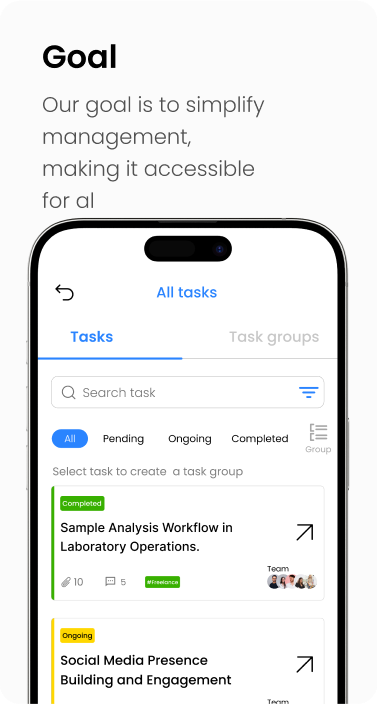 Goal
Our goal is to simplify
management,
making it accessible
for al
All tasks
Tasks
Task groups
Search task
All
Pending
Ongoing
Completed
Group
Select task to create a task group
Completed
Sample Analysis Workflow in
Laboratory Operations.
10
5
#Freelance
Team
Ongoing
Social Media Presence
Building and Engagement
Team